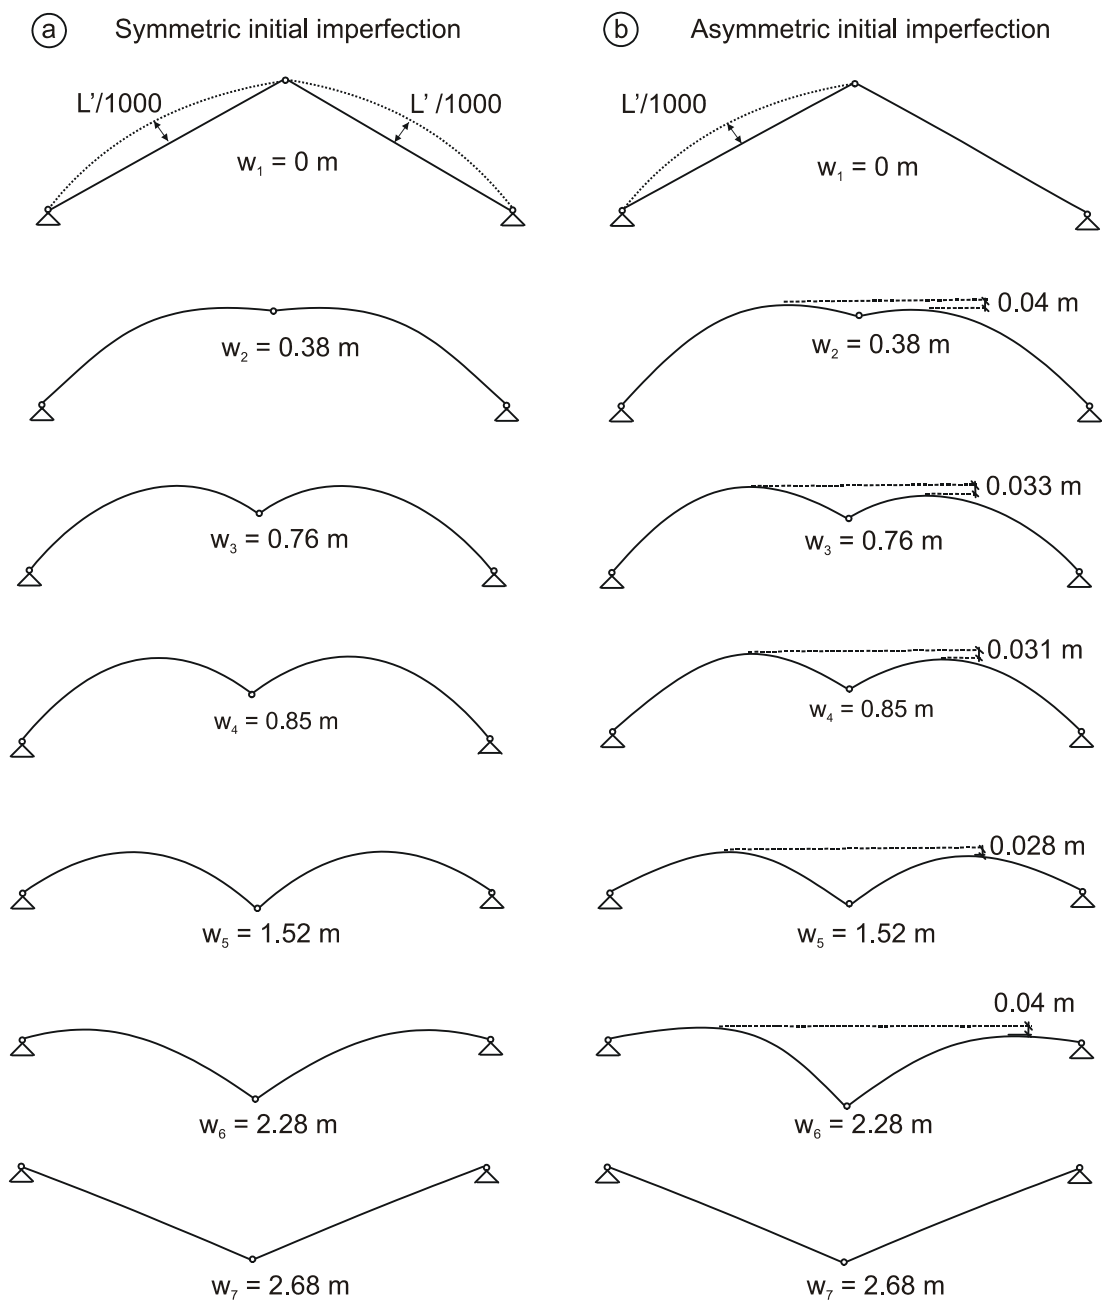 a Symmetric initial imperfection
b Asymmetric initial imperfection
L'/1000 L' /1000
w₁ = 0 m
L'/1000
w₁ = 0 m
w₂ = 0.38 m
0.04 m
w₂ = 0.38 m
w₃ = 0.76 m
0.033 m
w₃ = 0.76 m
w₄ = 0.85 m
0.031 m
w₄ = 0.85 m
w₅ = 1.52 m
0.028 m
w₅ = 1.52 m
w₆ = 2.28 m
0.04 m
w₆ = 2.28 m
w₇ = 2.68 m
w₇ = 2.68 m